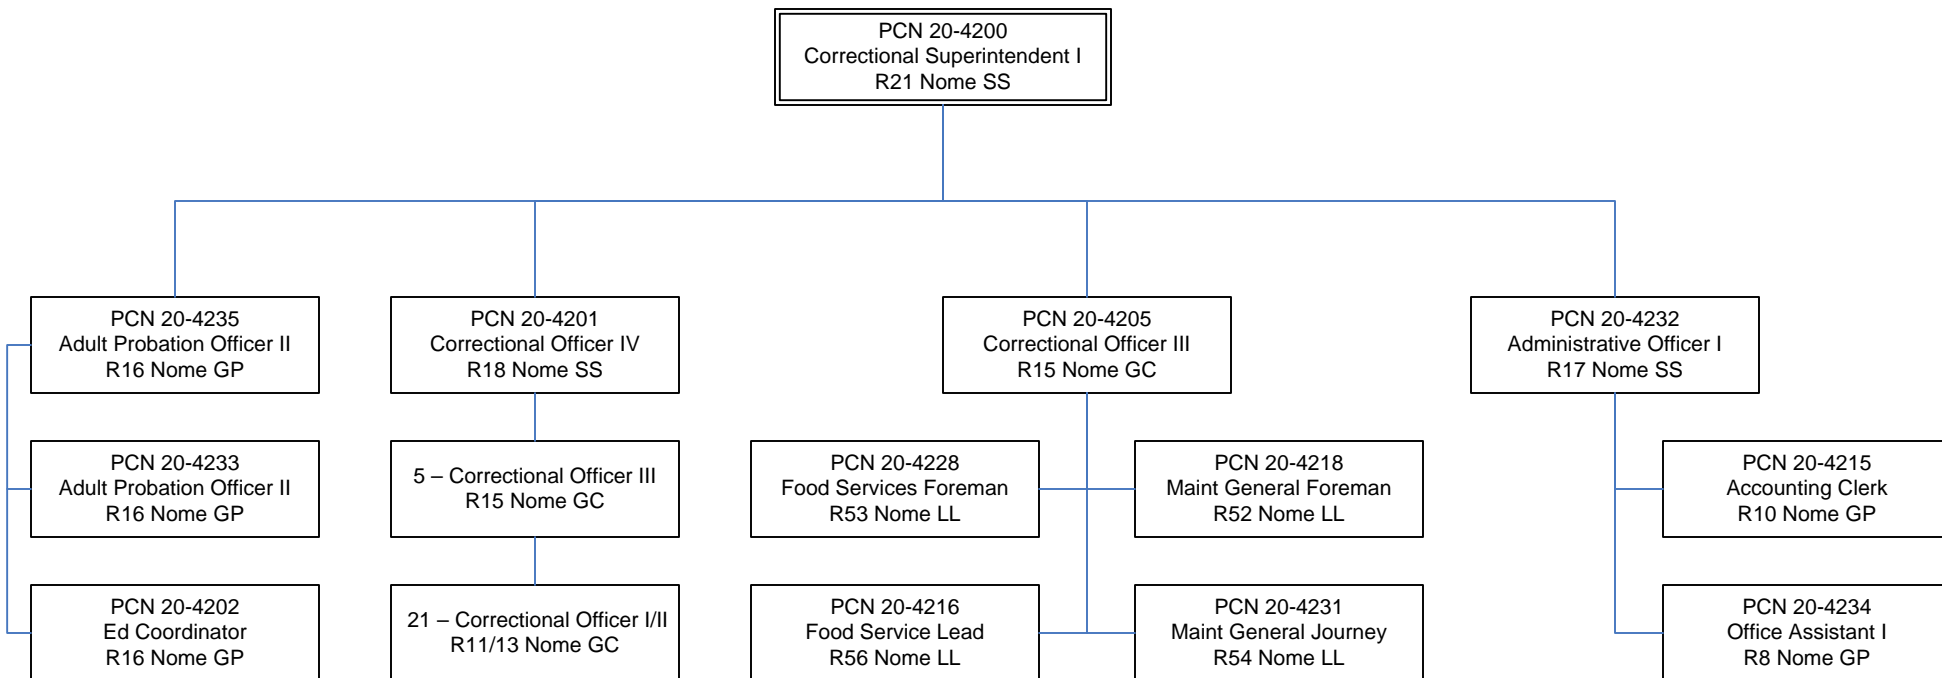 PCN 20-4200
Correctional Superintendent I
R21 Nome SS
PCN 20-4235
Adult Probation Officer II
R16 Nome GP
PCN 20-4201
Correctional Officer IV
R18 Nome SS
PCN 20-4205
Correctional Officer III
R15 Nome GC
PCN 20-4232
Administrative Officer I
R17 Nome SS
PCN 20-4233
Adult Probation Officer II
R16 Nome GP
5 – Correctional Officer III
R15 Nome GC
PCN 20-4228
Food Services Foreman
R53 Nome LL
PCN 20-4218
Maint General Foreman
R52 Nome LL
PCN 20-4215
Accounting Clerk
R10 Nome GP
PCN 20-4202
Ed Coordinator
R16 Nome GP
21 – Correctional Officer I/II
R11/13 Nome GC
PCN 20-4216
Food Service Lead
R56 Nome LL
PCN 20-4231
Maint General Journey
R54 Nome LL
PCN 20-4234
Office Assistant I
R8 Nome GP